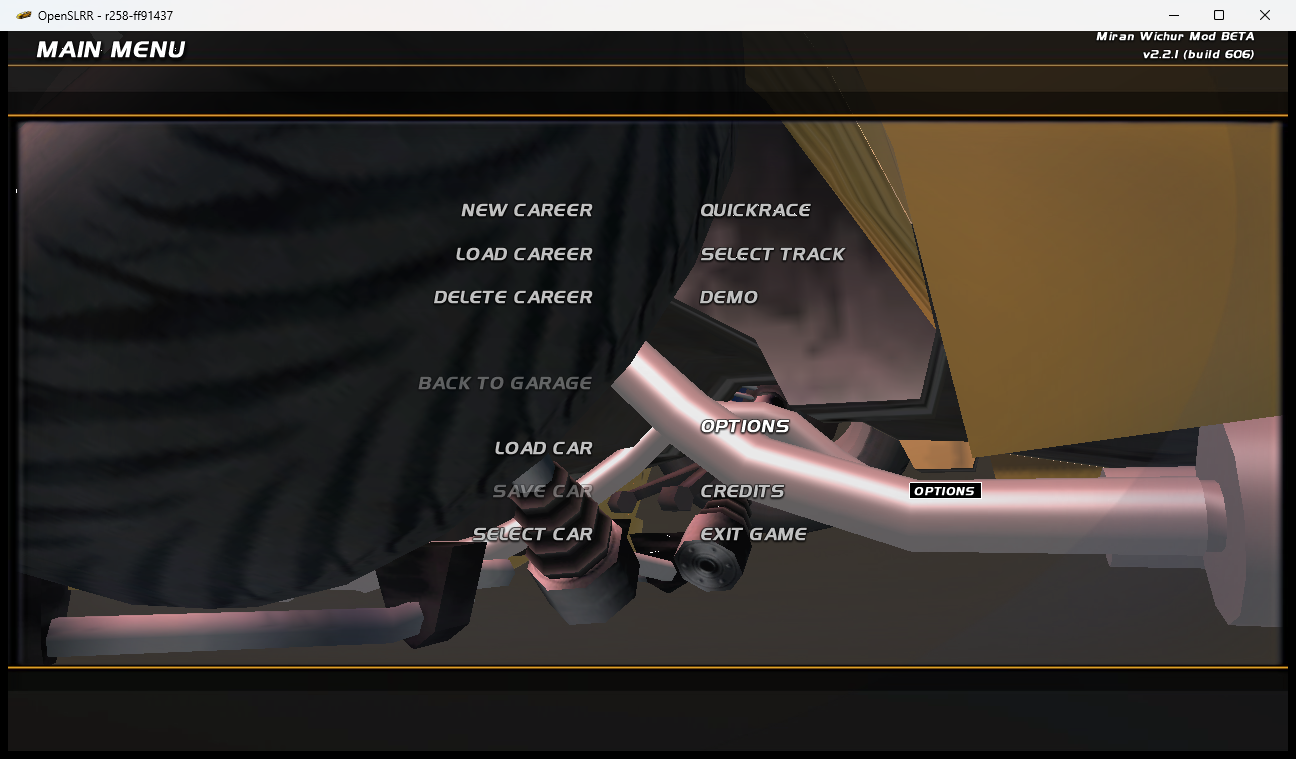 OpenSLRR - r258-ff91437
MAIN MENU
Miran Wichur Mod BETA
v2.2.1 (build 606)
NEW CAREER
QUICKRACE
LOAD CAREER
SELECT TRACK
DELETE CAREER
DEMO
BACK TO GARAGE
OPTIONS
LOAD CAR
SAVE CAR
CREDITS
OPTIONS
SELECT CAR
EXIT GAME